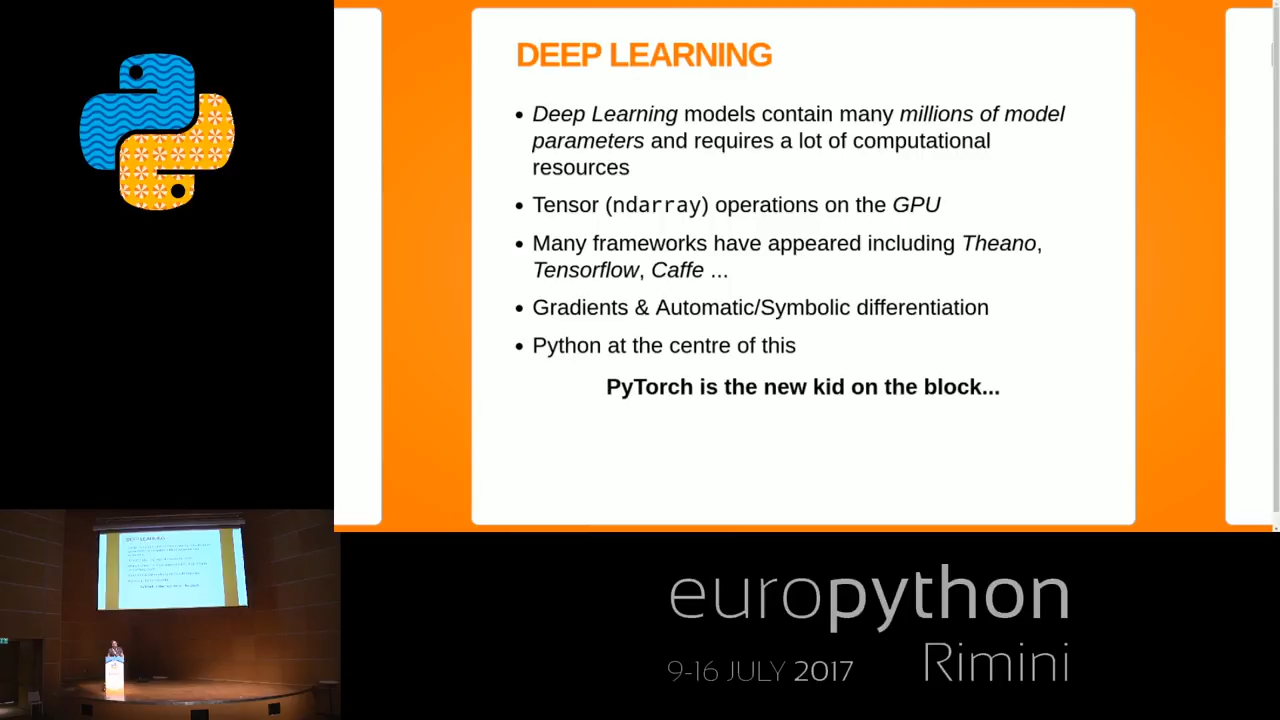 DEEP LEARNING
• Deep Learning models contain many millions of model
parameters and requires a lot of computational
resources
• Tensor (ndarray) operations on the GPU
• Many frameworks have appeared including Theano,
Tensorflow, Caffe ...
• Gradients & Automatic/Symbolic differentiation
• Python at the centre of this
PyTorch is the new kid on the block...
DEEP LEARNING
europython
Rimini
9-16 JULY 2017